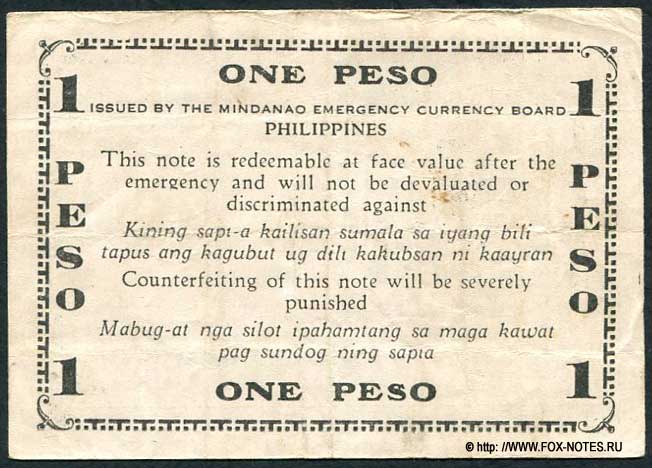 ONE PESO
1 1
ISSUED BY THE MINDANAO EMERGENCY CURRENCY BOARD
PHILIPPINES
This note is redeemable at face value after the
emergency and will not be devaluated or
discriminated against
Kining sapi-a kailisan sumala sa iyang bili
tapus ang kagubut ug dili kakubsan ni kaayran
Counterfeiting of this note will be severely
punished
Mabug-at nga silot ipahamtang sa maga kawat
pag sundog ning sapia
PESO
PESO
1 1
ONE PESO
© http://WWW.FOX-NOTES.RU